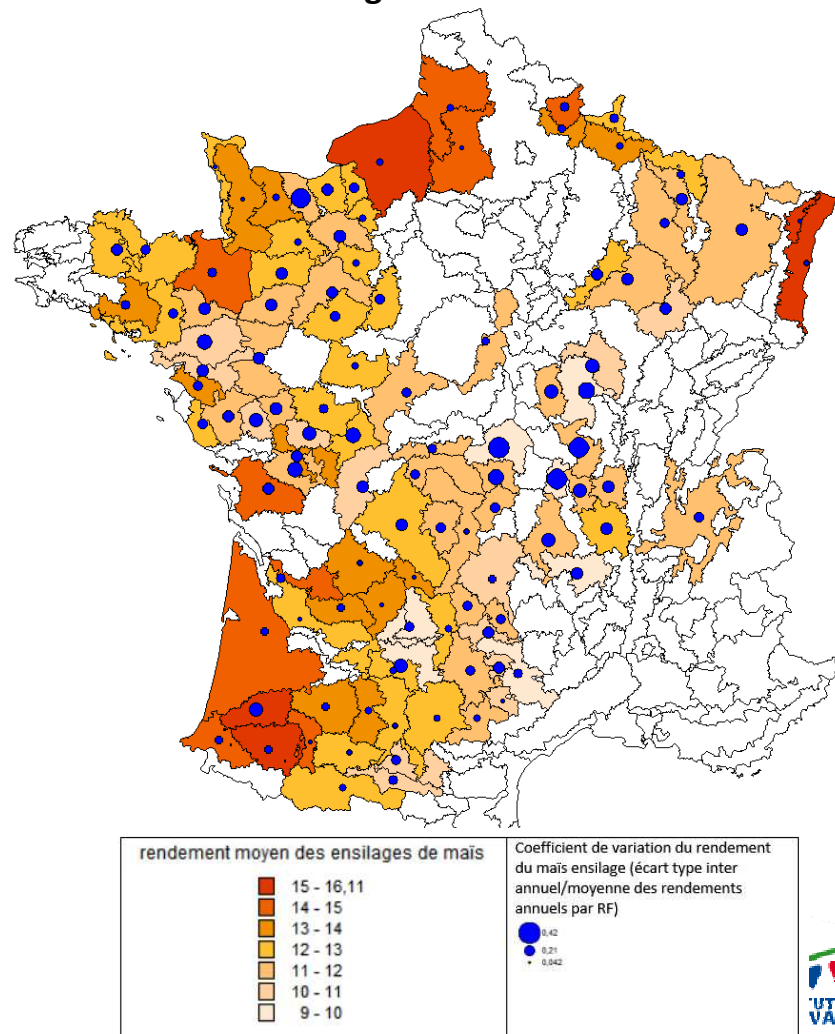 rendement moyen des ensilages de maïs
15 - 16,11
14 - 15
13 - 14
12 - 13
11 - 12
10 - 11
9 - 10
Coefficient de variation du rendement
du maïs ensilage (écart type inter
annuel/moyenne des rendements
annuels par RF)
0,42
0,21
0,042